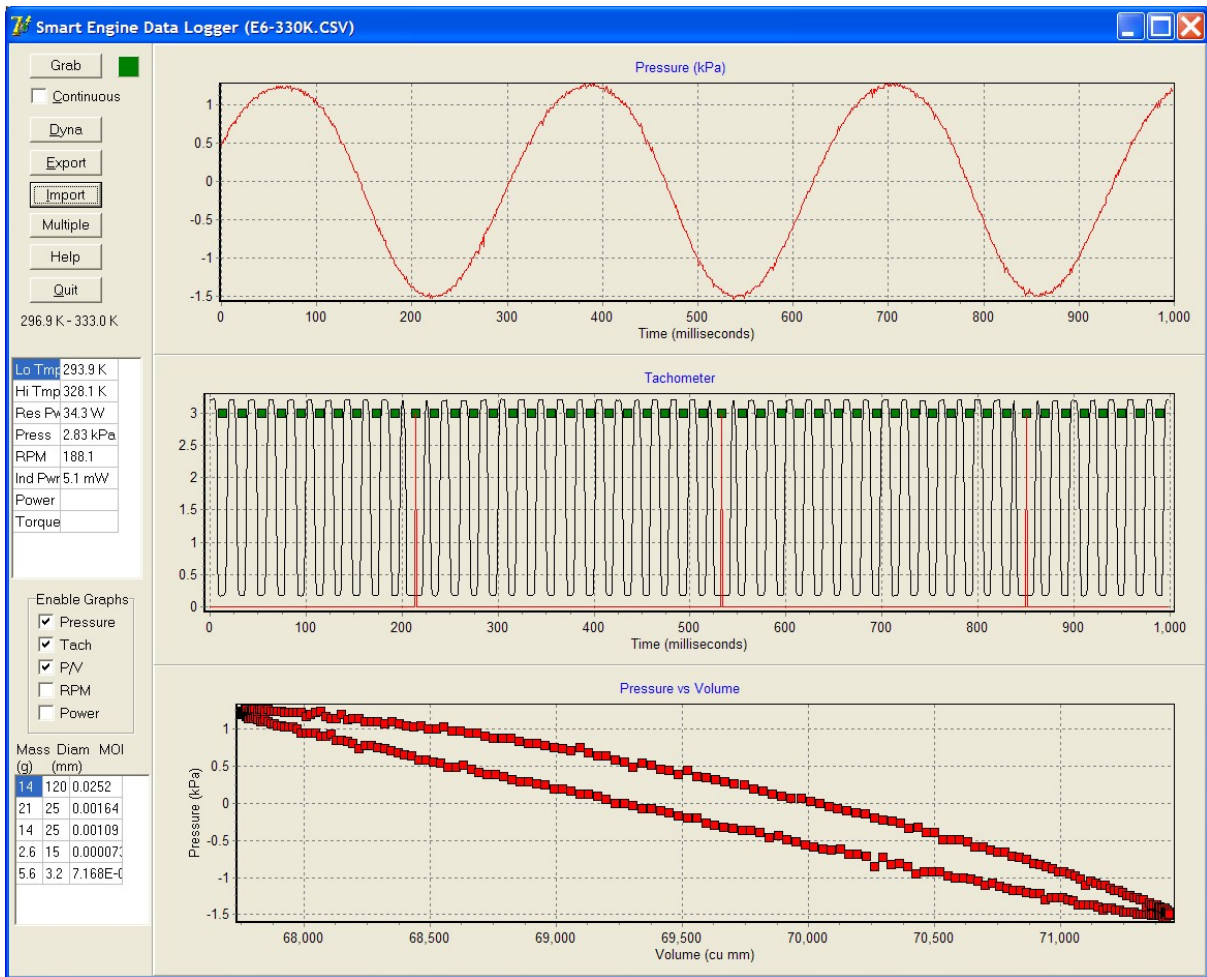 Smart Engine Data Logger (E6-330K.CSV)
Grab
Continuous
Dyna
Export
Import
Multiple
Help
Quit
296.9 K - 333.0 K
Lo Tmp 293.9 K
Hi Tmp 328.1 K
Res Pw 34.3 W
Press 2.83 kPa
RPM 188.1
Ind Pwr 5.1 mW
Power
Torque
Enable Graphs
Pressure
Tach
P/V
RPM
Power
Mass Diam MOI
(g) (mm)
14 120 0.0252
21 25 0.00164
14 25 0.00109
2.6 15 0.000073
5.6 3.2 7.168E-0
Pressure (kPa)
1
0.5
0
-0.5
-1
-1.5
0 100 200 300 400 500 600 700 800 900 1,000
Time (milliseconds)
Tachometer
3
2.5
2
1.5
1
0.5
0
0 100 200 300 400 500 600 700 800 900 1,000
Time (milliseconds)
Pressure vs Volume
Pressure (kPa)
1
0.5
0
-0.5
-1
-1.5
68,000 68,500 69,000 69,500 70,000 70,500 71,000
Volume (cu mm)